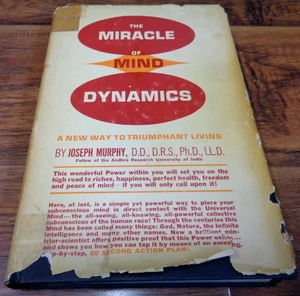 THE
MIRACLE
OF
MIND
DYNAMICS
A NEW WAY TO TRIUMPHANT LIVING
BY JOSEPH MURPHY, D.D., D.R.S., Ph.D., LL.D.
Fellow of the Andhra Research University of India
This wonderful Power within you will set you on the
high road to riches, happiness, perfect health, freedom
and peace of mind—if you will only call upon it!
Here, at last, is a simple yet powerful way to place your
subconscious mind in direct contact with the Universal
Mind—the all-seeing, all-knowing, all-powerful collective
subconscious of the human race! Through the centuries this
Mind has been called many things: God, Nature, the Infinite
Intelligence and many other names. Now a brilliant
ister-scientist offers positive proof that this Power
and shows you how you can tap it by means of an
step-by-step, 60 SECOND ACTION PLAN!